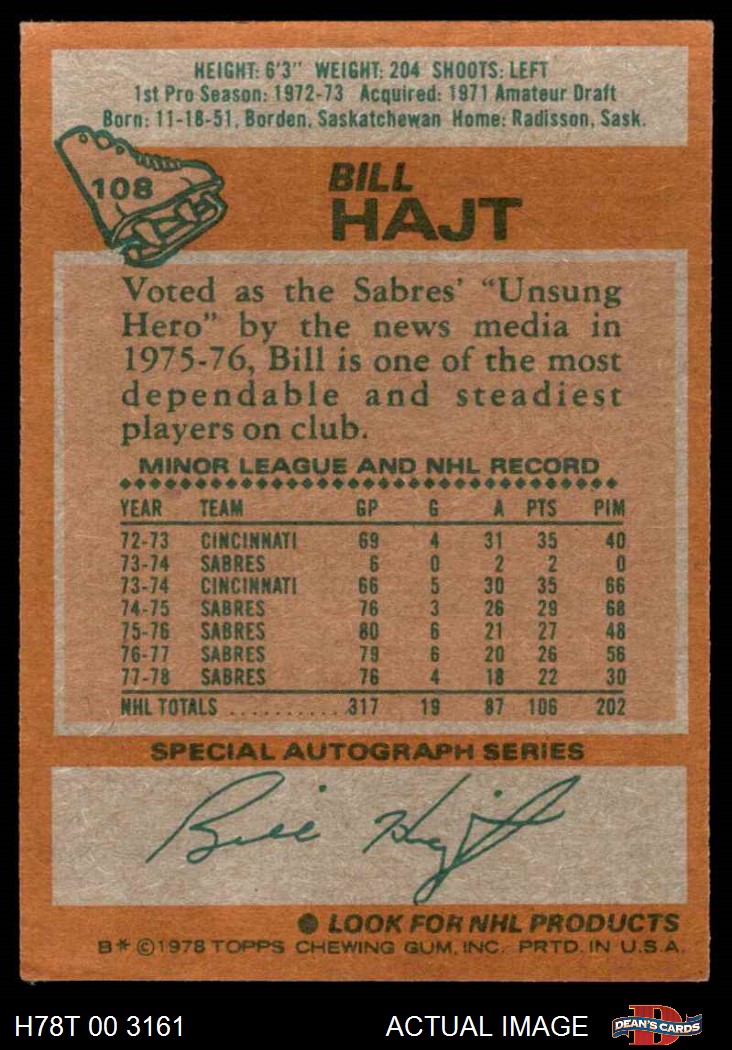 HEIGHT: 6'3" WEIGHT: 204 SHOOTS: LEFT
1st Pro Season: 1972-73 Acquired: 1971 Amateur Draft
Born: 11-18-51, Borden, Saskatchewan Home: Radisson, Sask.
108
BILL
HAJT
Voted as the Sabres' "Unsung
Hero" by the news media in
1975-76, Bill is one of the most
dependable and steadiest
players on club.
MINOR LEAGUE AND NHL RECORD
YEAR TEAM GP G A PTS PIM
72-73 CINCINNATI 69 4 31 35 40
73-74 SABRES 6 0 2 2 0
73-74 CINCINNATI 66 5 30 35 66
74-75 SABRES 76 3 26 29 68
75-76 SABRES 80 6 21 27 48
76-77 SABRES 79 6 20 26 56
77-78 SABRES 76 4 18 22 30
NHL TOTALS .......... 317 19 87 106 202
SPECIAL AUTOGRAPH SERIES
Bill Hajt
● LOOK FOR NHL PRODUCTS
B* ©1978 TOPPS CHEWING GUM, INC. PRTD. IN U.S.A.
H78T 00 3161 ACTUAL IMAGE D DEAN'S CARDS